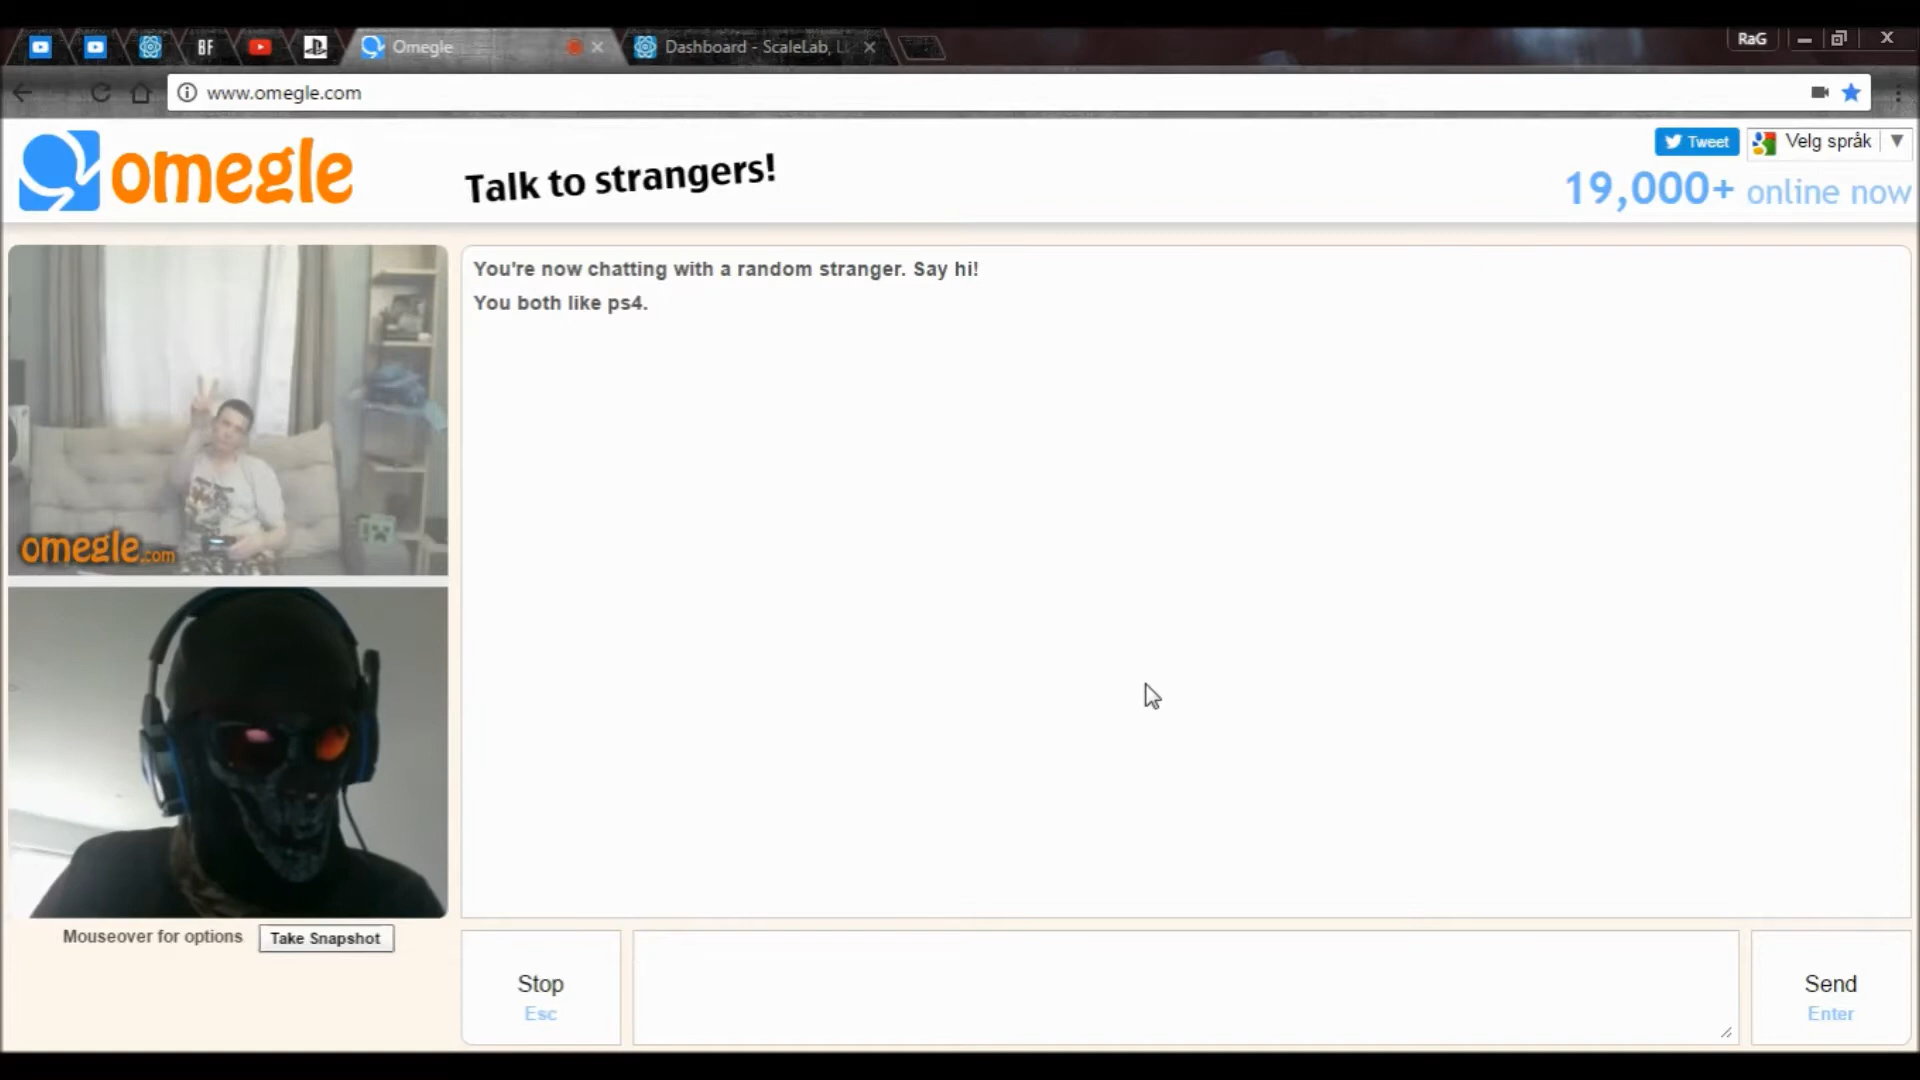 BF
Omegle
Dashboard - ScaleLab, L
RaG
www.omegle.com
omegle
Talk to strangers!
Tweet
Velg språk
19,000+ online now
You're now chatting with a random stranger. Say hi!
You both like ps4.
omegle.com
Mouseover for options
Take Snapshot
Stop
Esc
Send
Enter